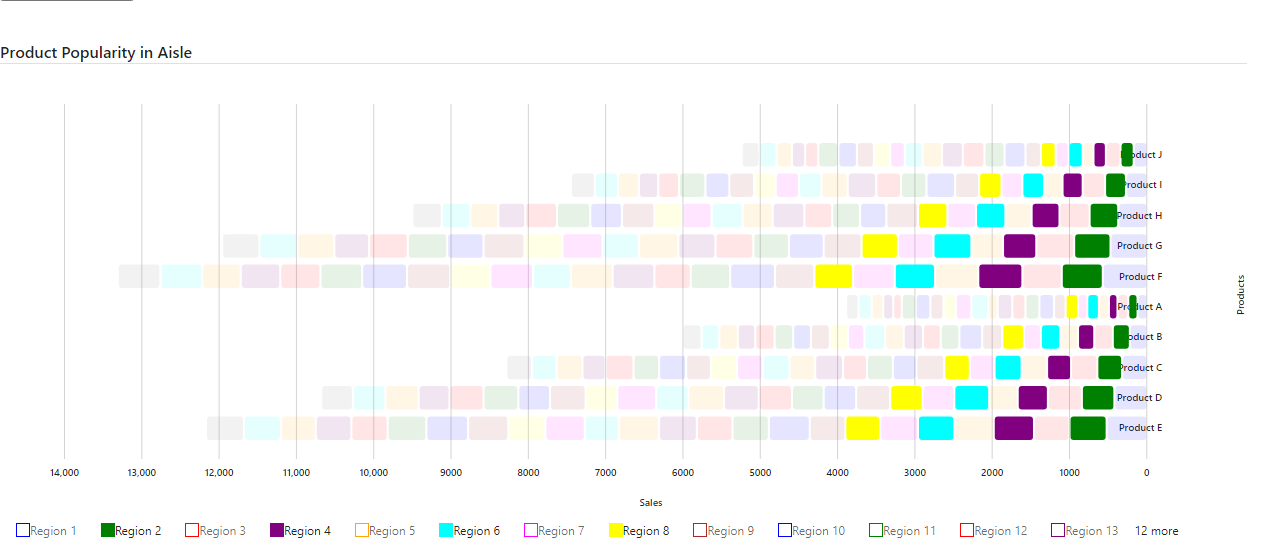 Product Popularity in Aisle
oduct J
roduct I
Product H
Product G
Product F
Product A
oduct B
Product C
Product D
Product E
Products
14,000 13,000 12,000 11,000 10,000 9000 8000 7000 6000 5000 4000 3000 2000 1000 0
Sales
Region 1 Region 2 Region 3 Region 4 Region 5 Region 6 Region 7 Region 8 Region 9 Region 10 Region 11 Region 12 Region 13 12 more